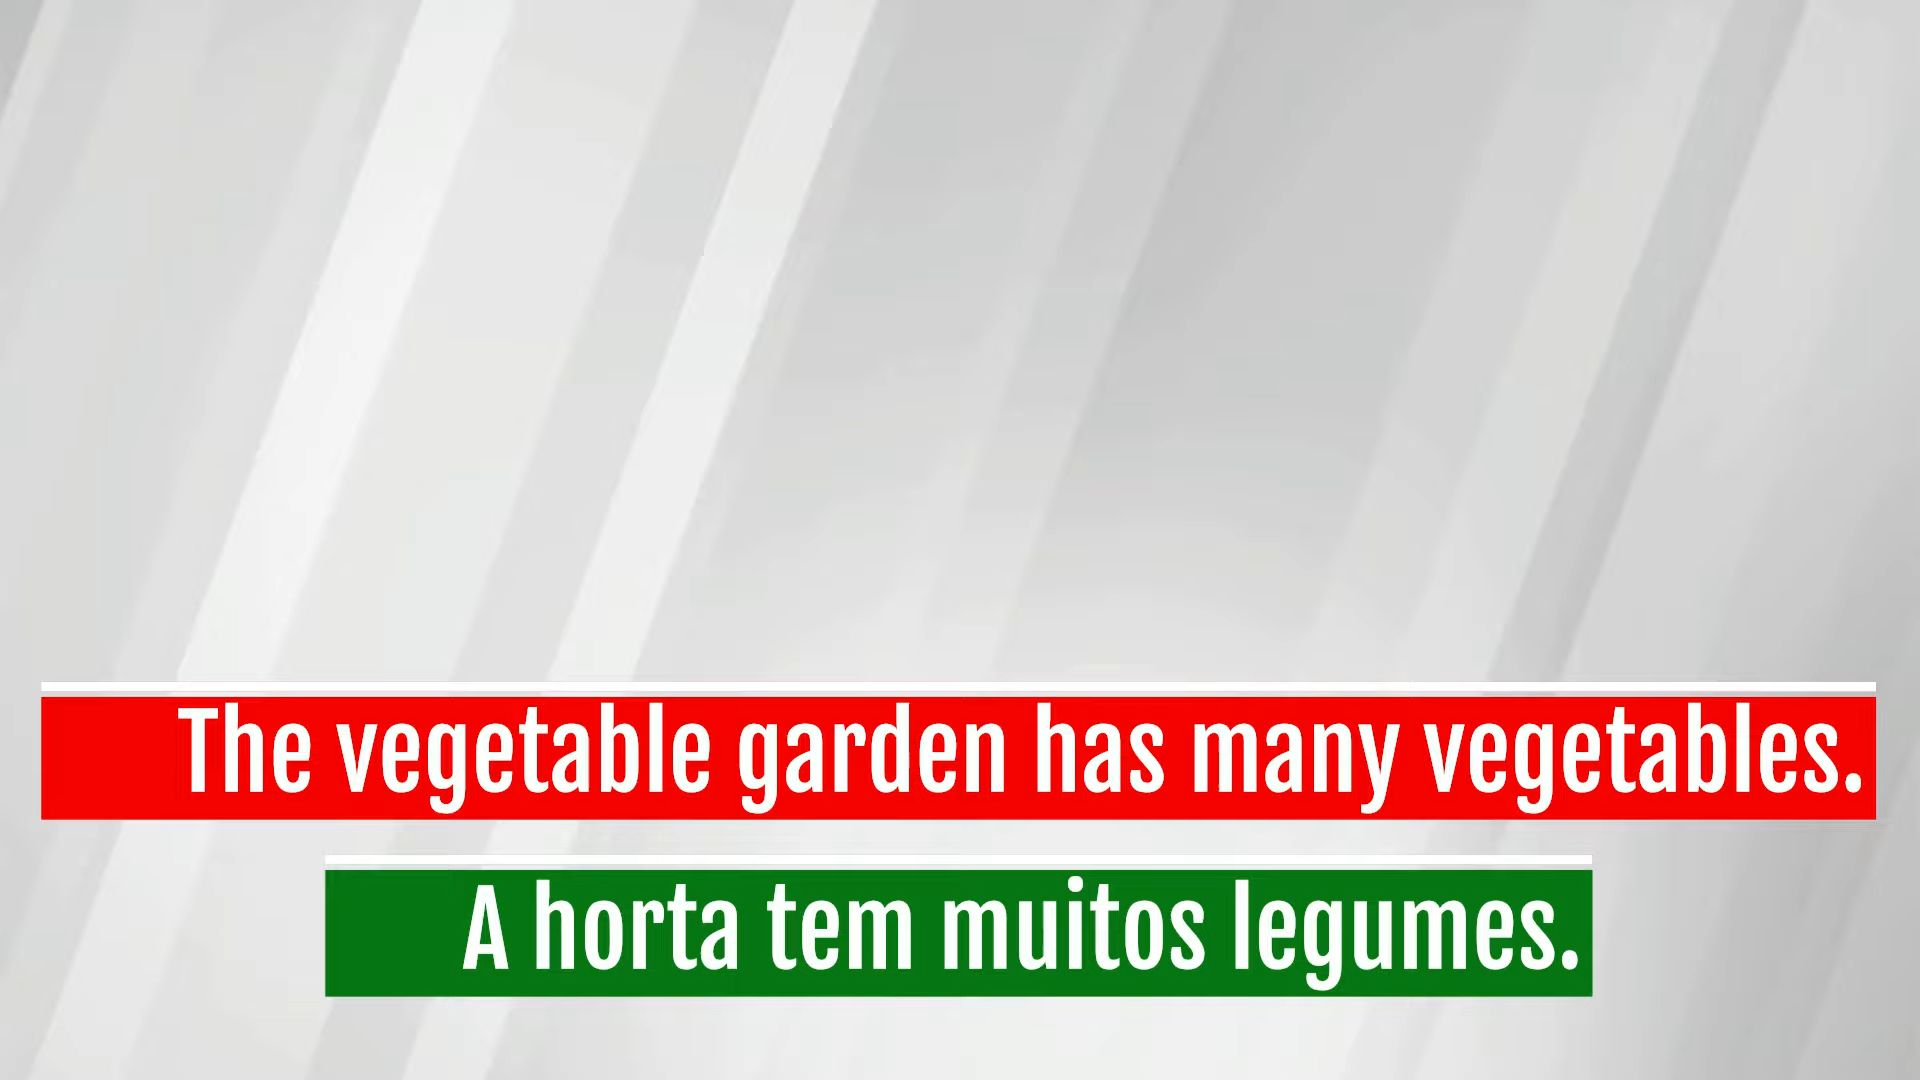 The vegetable garden has many vegetables.
A horta tem muitos legumes.